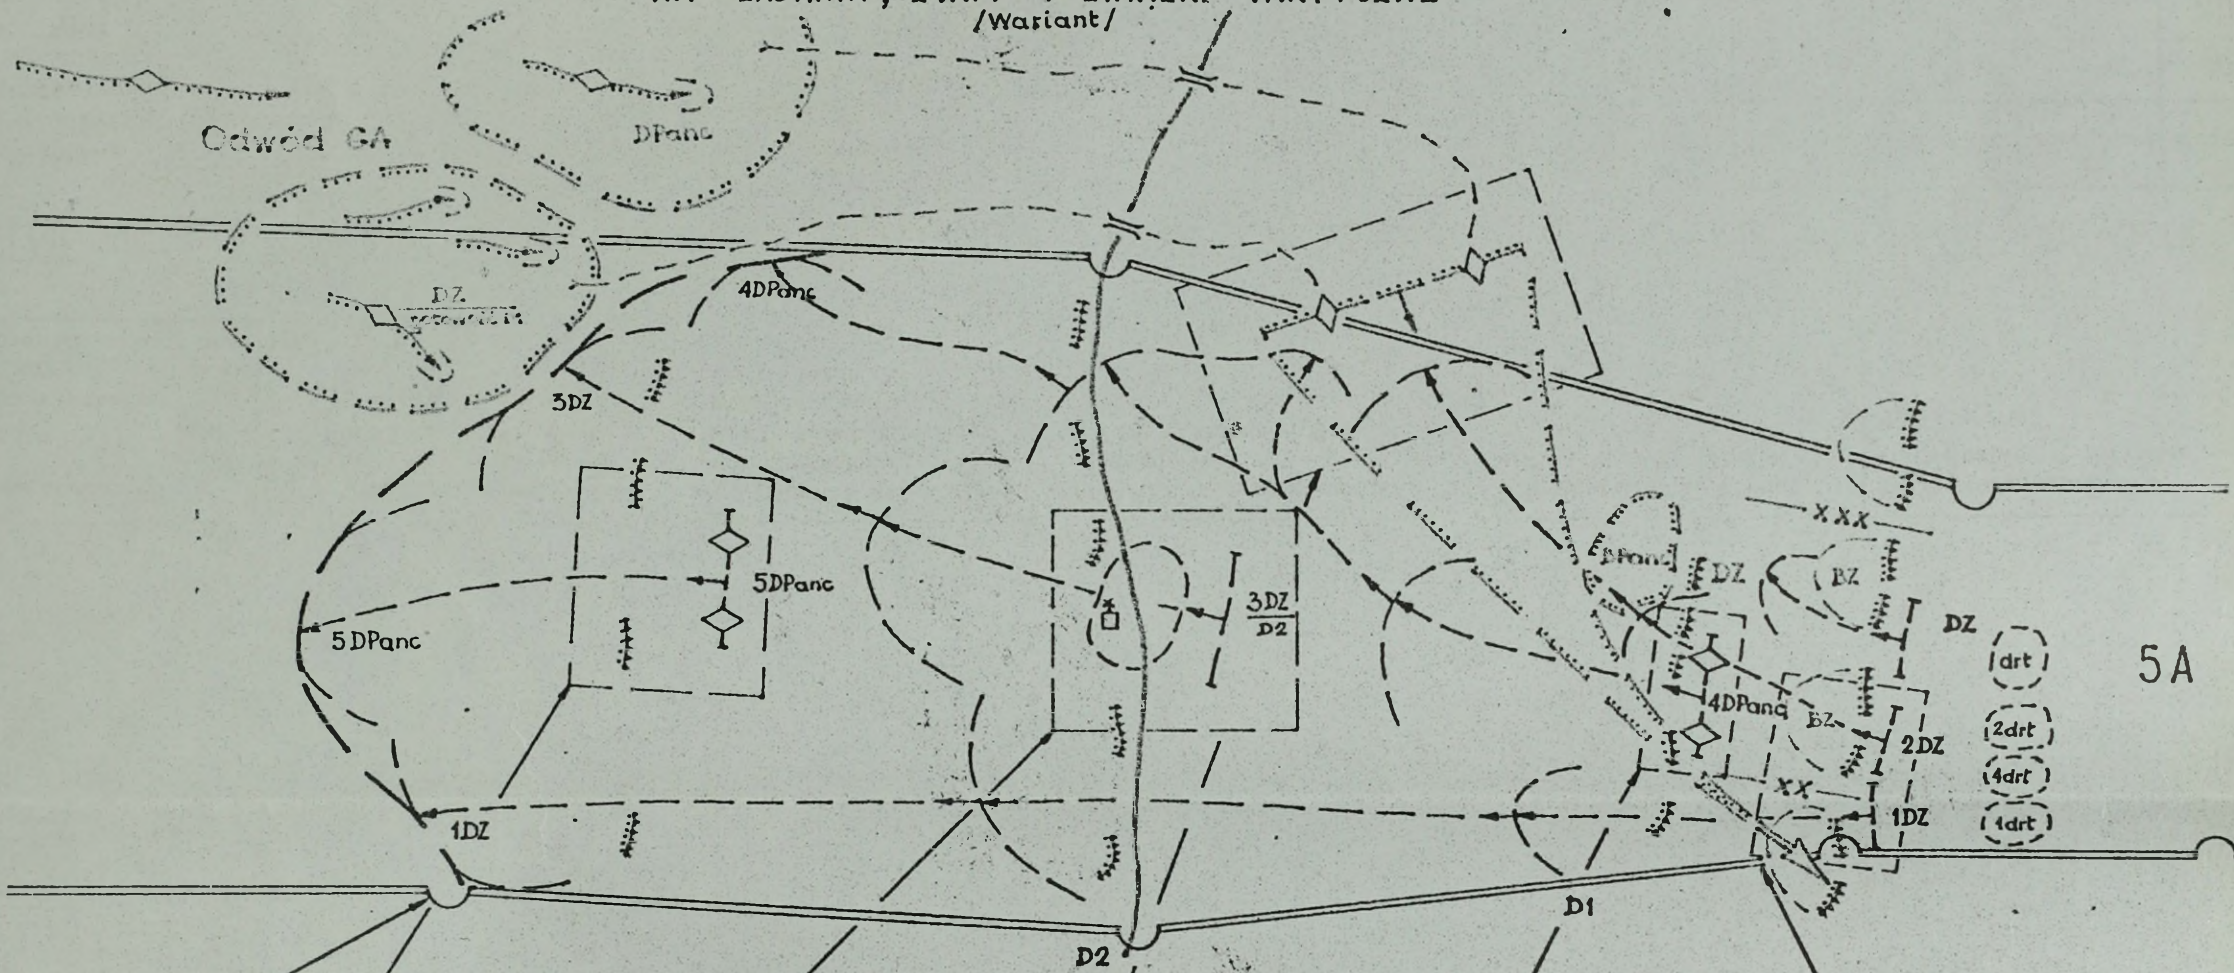 /Wariant/
Odwód GA
DPanc
DZ
4DPanc
3DZ
5DPanc
5DPanc
1DZ
3DZ
D2
DPanc
DZ
XXX
BZ
DZ
drt
5A
4DPanc
BZ
2DZ
2drt
4drt
XX
1DZ
1drt
D1
D2